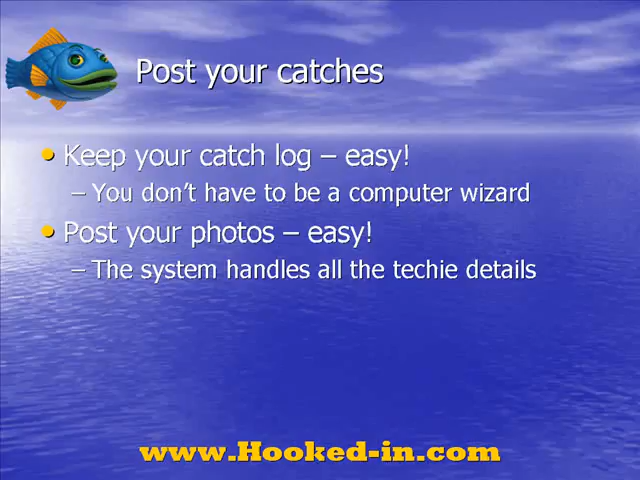 Post your catches
• Keep your catch log – easy!
– You don't have to be a computer wizard
• Post your photos – easy!
– The system handles all the techie details
www.Hooked-in.com